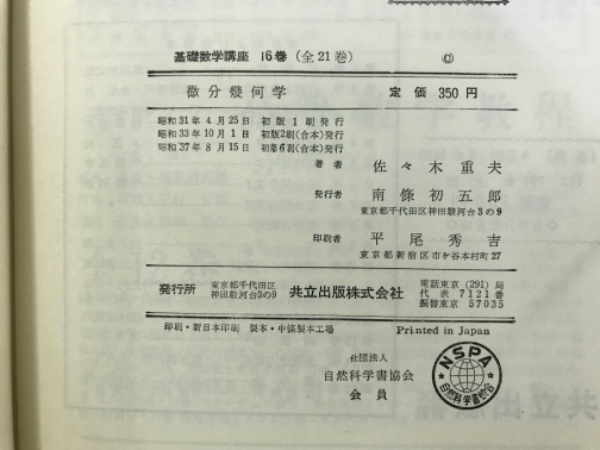 基礎数学講座 16巻 (全21巻) ©
微分幾何学 定価 350円
昭和31年4月25日 初版1刷発行
昭和33年10月1日 初版2刷(合本)発行
昭和37年8月15日 初版6刷(合本)発行
著者 佐々木重夫
発行者 南條初五郎
東京都千代田区神田駿河台3の9
印刷者 平尾秀吉
東京都新宿区市ケ谷本村町27
発行所 東京都千代田区神田駿河台3の9 共立出版株式会社 電話東京(291)局
代表7121番
振替東京57035
印刷・新日本印刷 製本・中條製本工場 Printed in Japan
社団法人
自然科学書協会
会員
NSPA
自然科学書協会